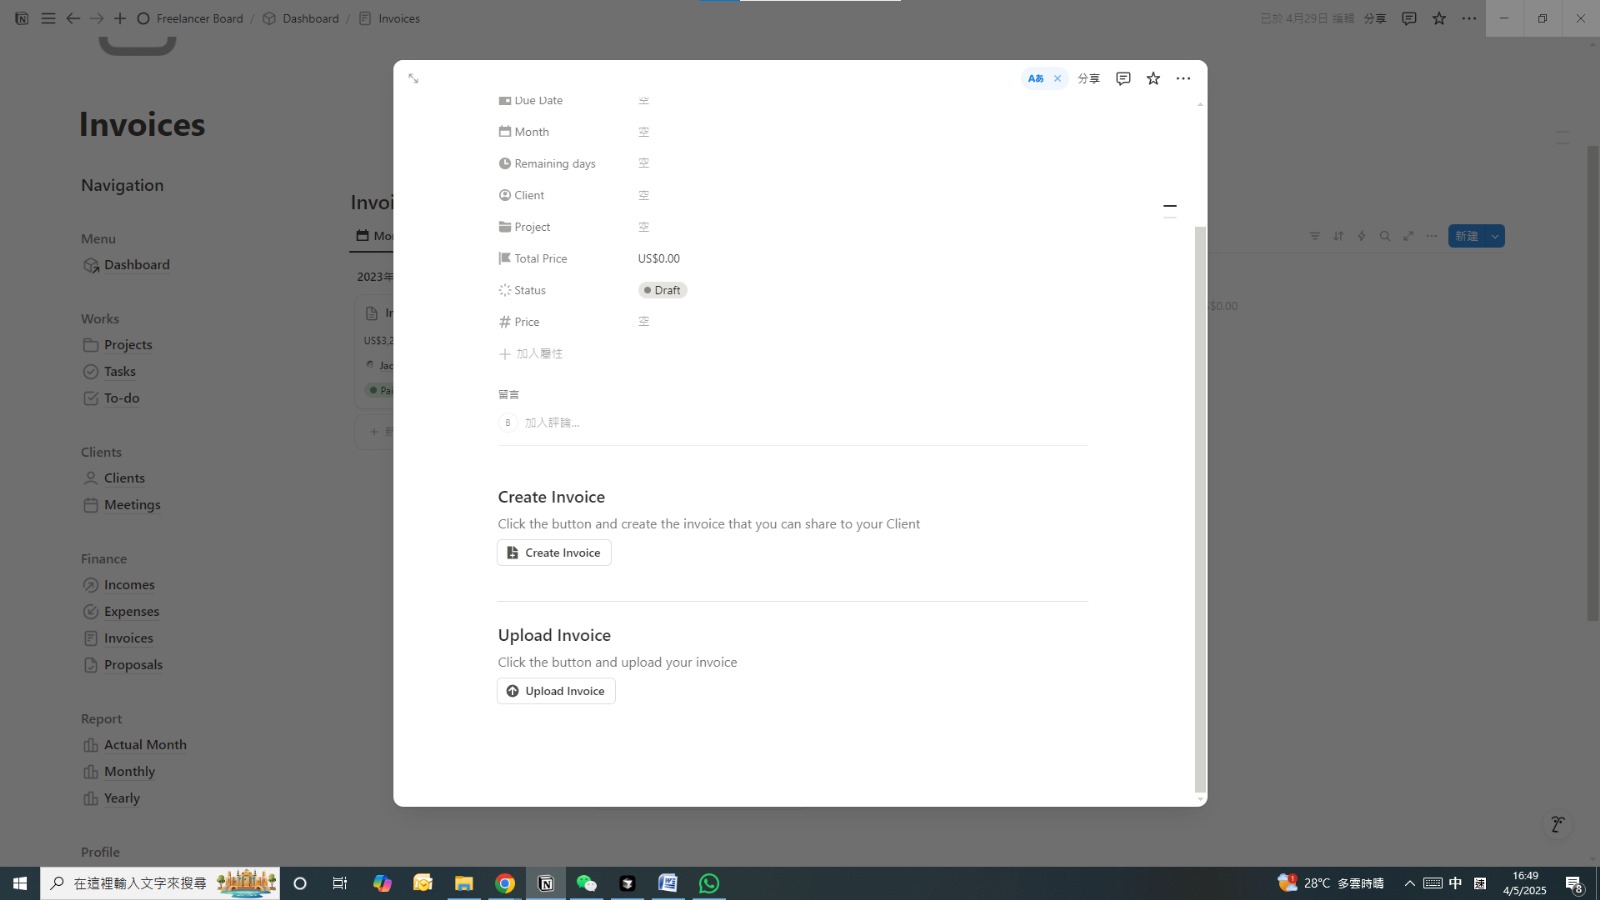 Freelancer Board / Dashboard / Invoices
已於 4月29日 編輯 分享
Invoices
Navigation
Menu
Dashboard
Works
Projects
Tasks
To-do
Clients
Clients
Meetings
Finance
Incomes
Expenses
Invoices
Proposals
Report
Actual Month
Monthly
Yearly
Profile
Invoi
Mo
2023年
In
US$3,2
Jac
Pai
新建
$0.00
Aあ
分享
Due Date 空
Month 空
Remaining days 空
Client 空
Project 空
Total Price US$0.00
Status Draft
Price 空
加入屬性
留言
B 加入評論...
Create Invoice
Click the button and create the invoice that you can share to your Client
Create Invoice
Upload Invoice
Click the button and upload your invoice
Upload Invoice
在這裡輸入文字來搜尋
28°C 多雲時晴
中
16:49
4/5/2025
8